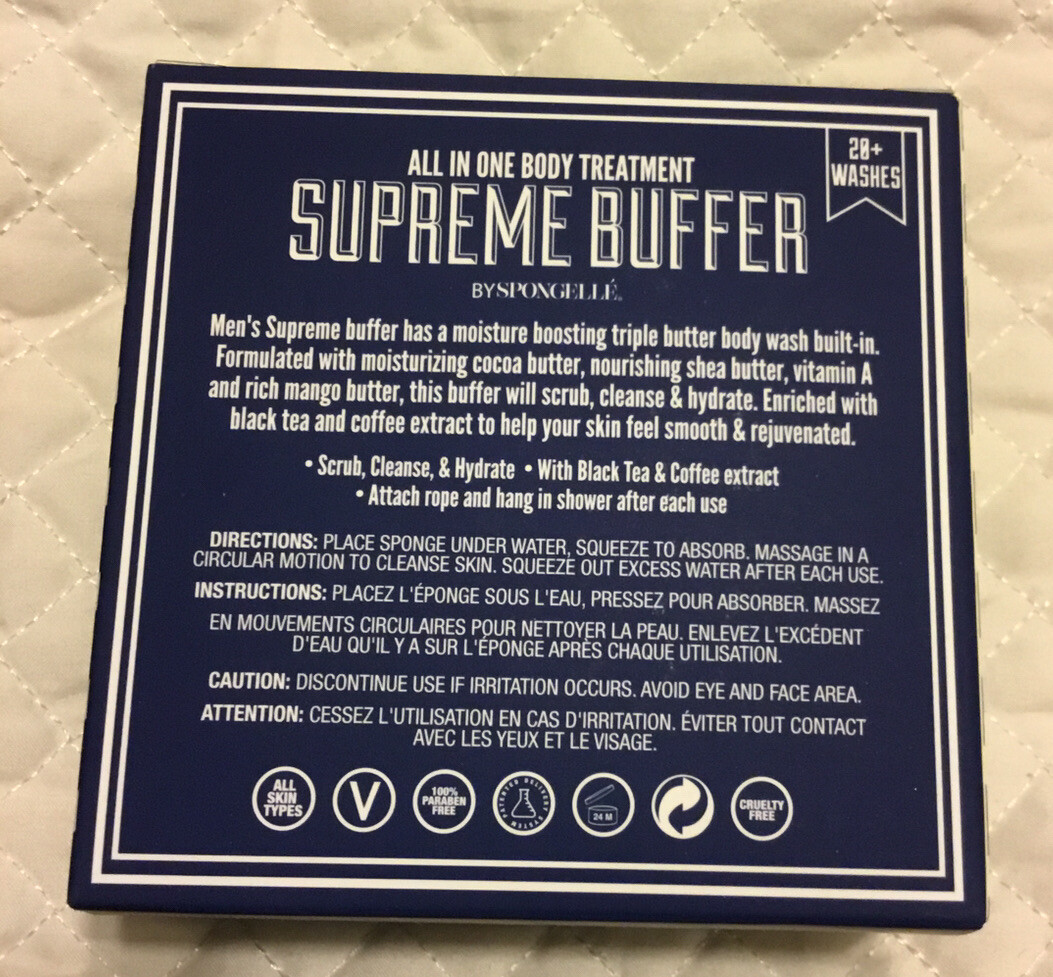 20+
WASHES
ALL IN ONE BODY TREATMENT
SUPREME BUFFER
BY SPONGELLÉ®
Men's Supreme buffer has a moisture boosting triple butter body wash built-in.
Formulated with moisturizing cocoa butter, nourishing shea butter, vitamin A
and rich mango butter, this buffer will scrub, cleanse & hydrate. Enriched with
black tea and coffee extract to help your skin feel smooth & rejuvenated.
• Scrub, Cleanse, & Hydrate • With Black Tea & Coffee extract
• Attach rope and hang in shower after each use
DIRECTIONS: PLACE SPONGE UNDER WATER, SQUEEZE TO ABSORB. MASSAGE IN A
CIRCULAR MOTION TO CLEANSE SKIN. SQUEEZE OUT EXCESS WATER AFTER EACH USE.
INSTRUCTIONS: PLACEZ L'ÉPONGE SOUS L'EAU, PRESSEZ POUR ABSORBER. MASSEZ
EN MOUVEMENTS CIRCULAIRES POUR NETTOYER LA PEAU. ENLEVEZ L'EXCÉDENT
D'EAU QU'IL Y A SUR L'ÉPONGE APRÈS CHAQUE UTILISATION.
CAUTION: DISCONTINUE USE IF IRRITATION OCCURS. AVOID EYE AND FACE AREA.
ATTENTION: CESSEZ L'UTILISATION EN CAS D'IRRITATION. ÉVITER TOUT CONTACT
AVEC LES YEUX ET LE VISAGE.
ALL
SKIN
TYPES
V
100%
PARABEN
FREE
PATENTED DELIVERY SYSTEM
24 M
CRUELTY
FREE